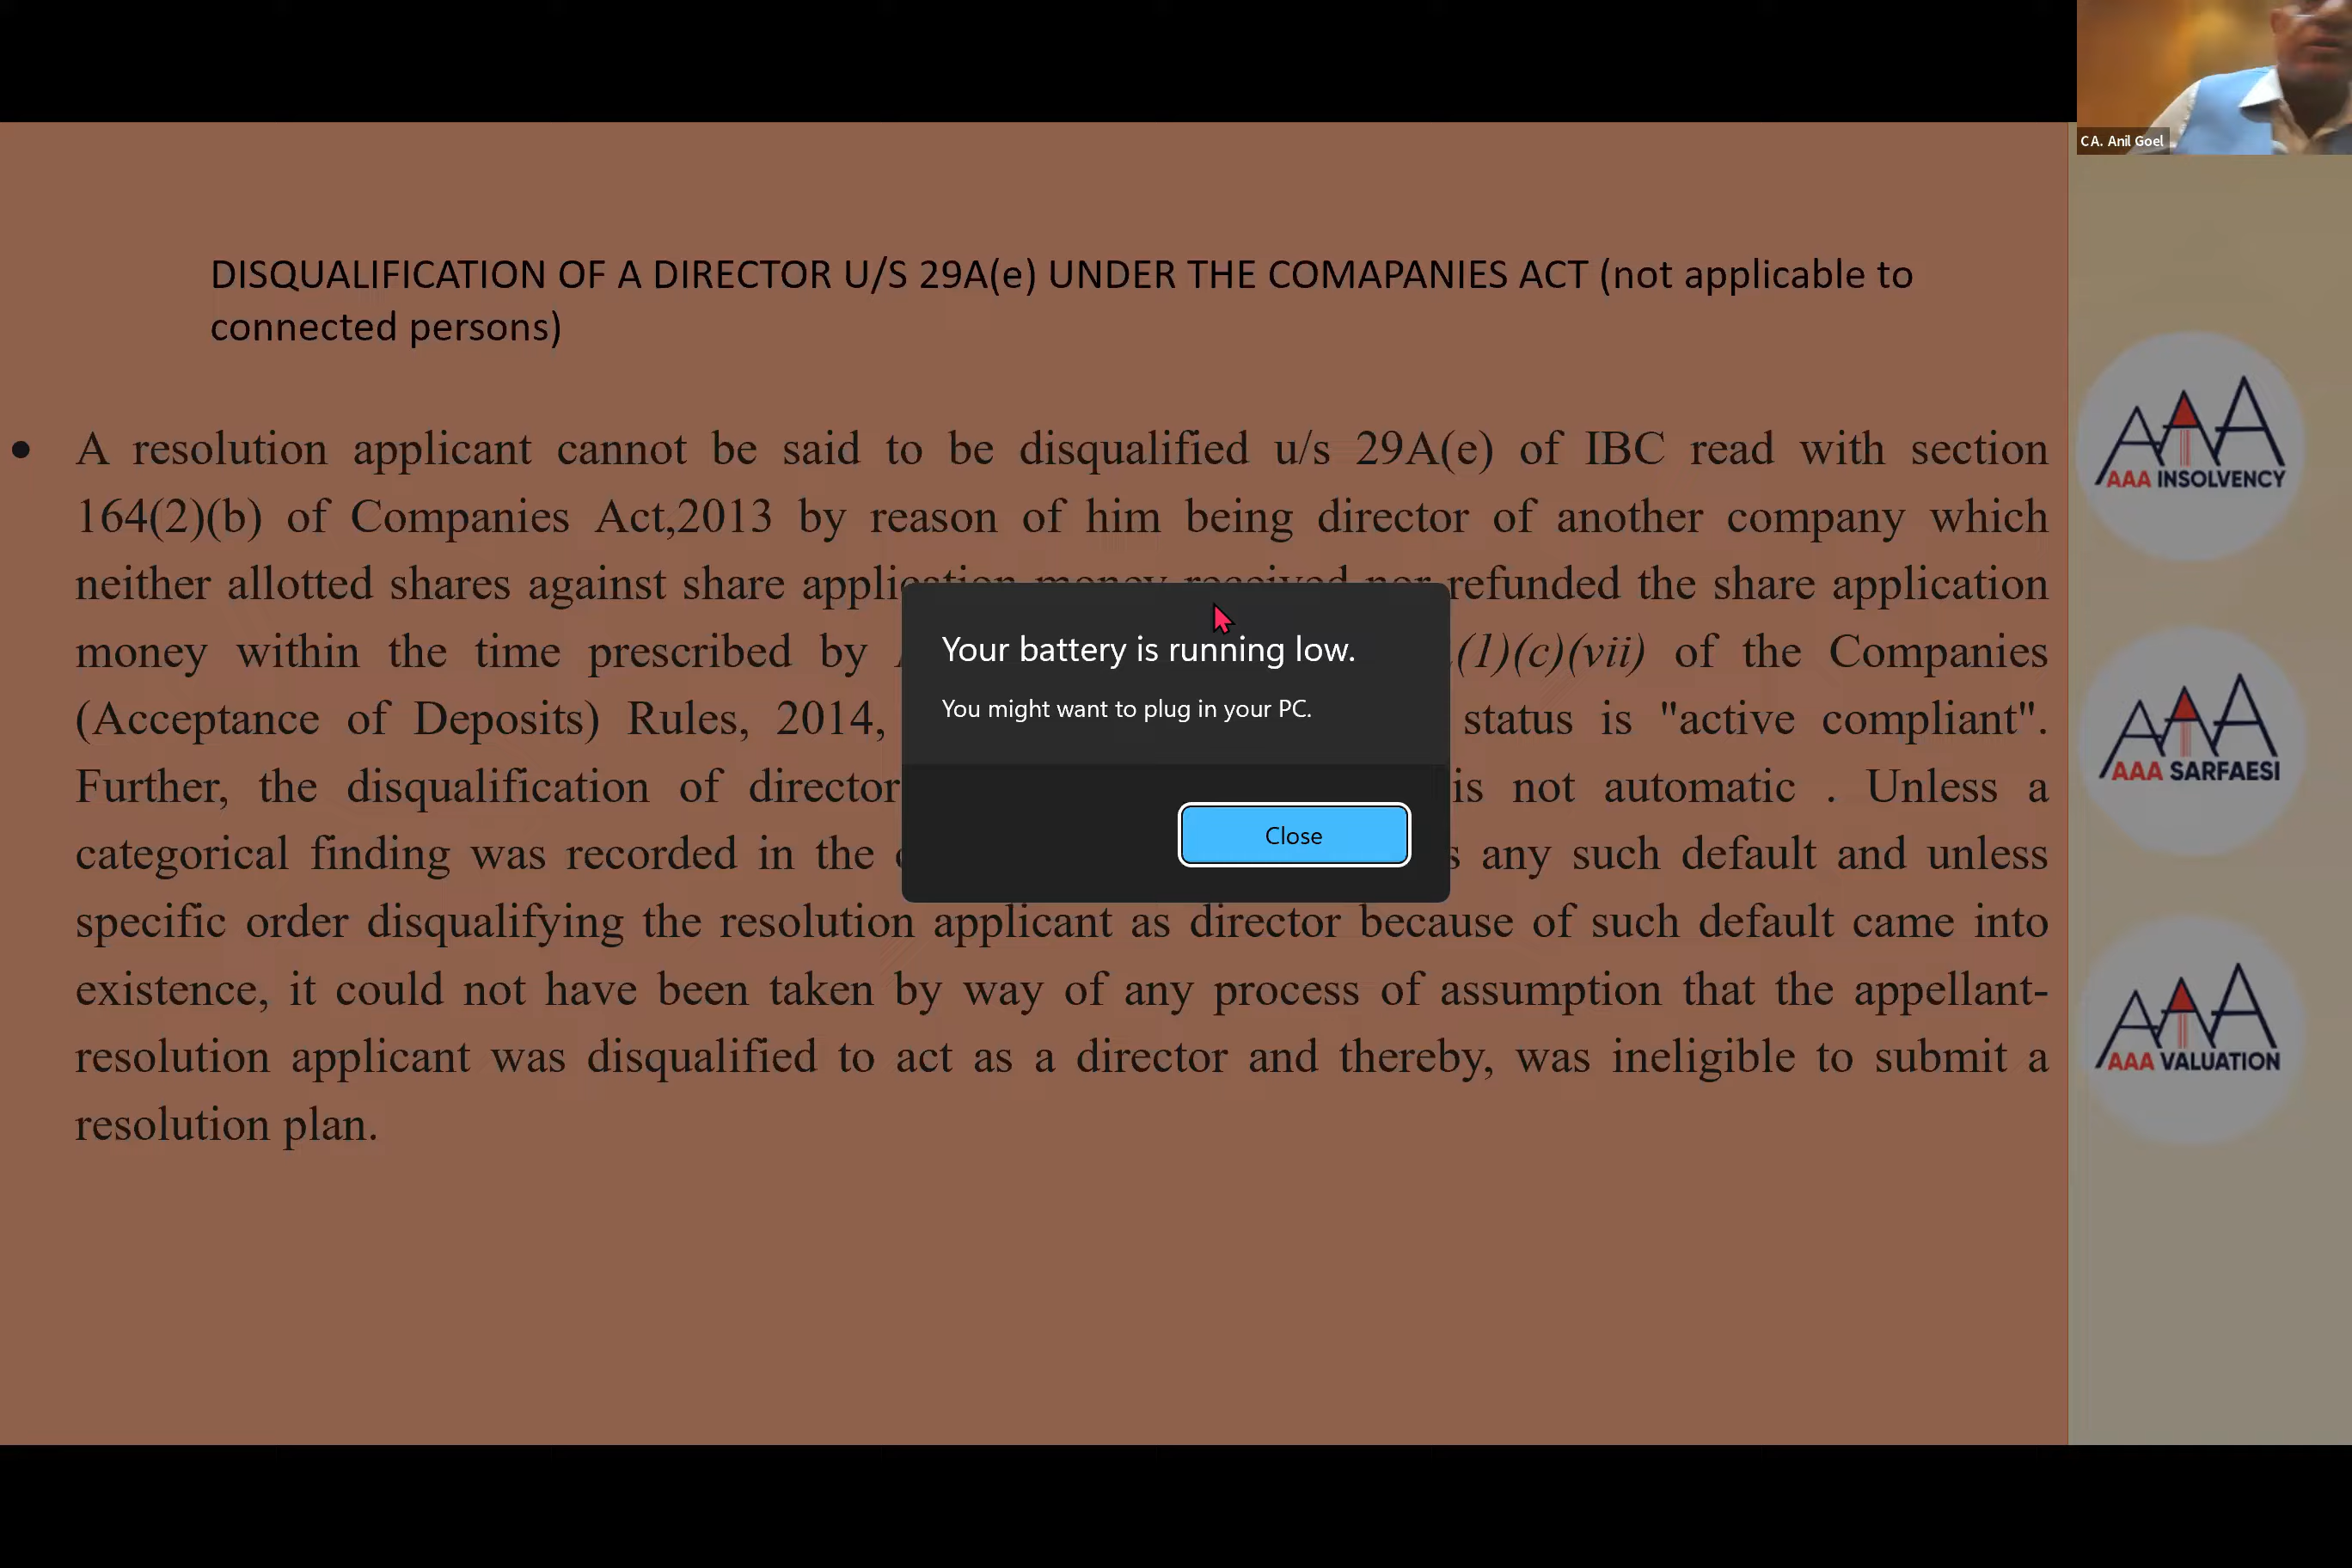 CA. Anil Goel
DISQUALIFICATION OF A DIRECTOR U/S 29A(e) UNDER THE COMAPANIES ACT (not applicable to
connected persons)
• A resolution applicant cannot be said to be disqualified u/s 29A(e) of IBC read with section
164(2)(b) of Companies Act,2013 by reason of him being director of another company which
neither allotted shares against share application money received nor refunded the share application
money within the time prescribed by (1)(c)(vii) of the Companies
(Acceptance of Deposits) Rules, 2014, status is "active compliant".
Further, the disqualification of director is not automatic . Unless a
categorical finding was recorded in the any such default and unless
specific order disqualifying the resolution applicant as director because of such default came into
existence, it could not have been taken by way of any process of assumption that the appellant-
resolution applicant was disqualified to act as a director and thereby, was ineligible to submit a
resolution plan.
Your battery is running low.
You might want to plug in your PC.
Close
AAA
AAA INSOLVENCY
AAA
AAA SARFAESI
AAA
AAA VALUATION